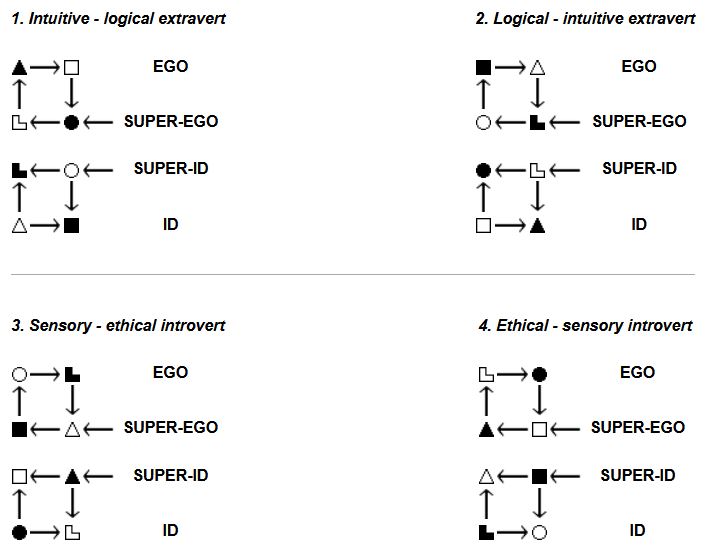 1. Intuitive - logical extravert
EGO
SUPER-EGO
SUPER-ID
ID
2. Logical - intuitive extravert
EGO
SUPER-EGO
SUPER-ID
ID
3. Sensory - ethical introvert
EGO
SUPER-EGO
SUPER-ID
ID
4. Ethical - sensory introvert
EGO
SUPER-EGO
SUPER-ID
ID